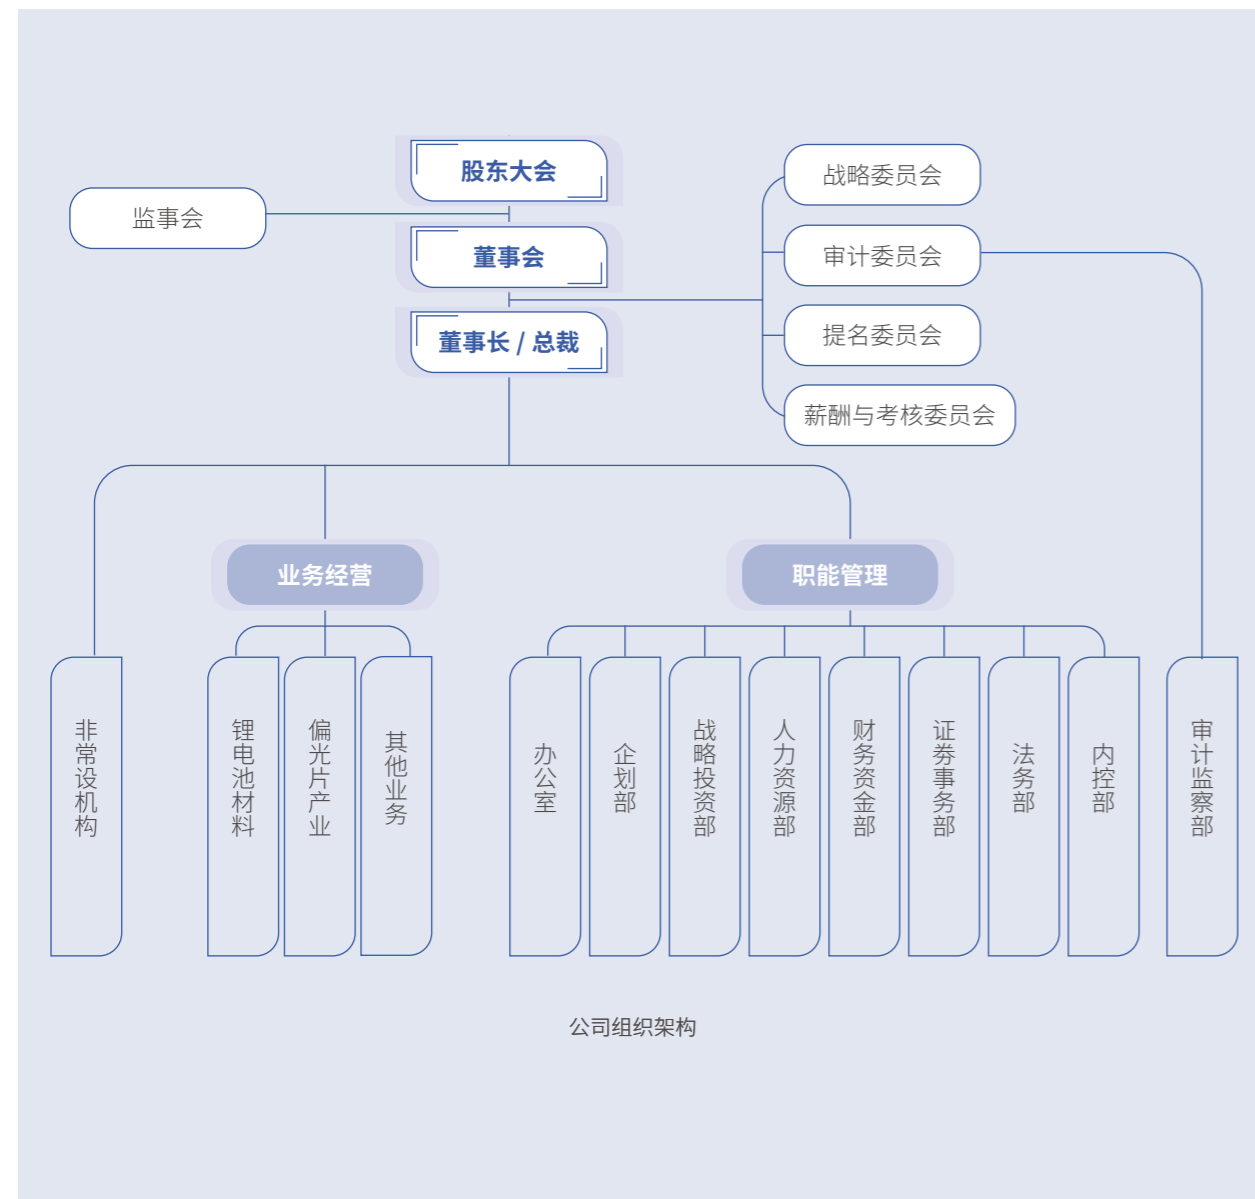 股东大会
监事会
董事会
董事长 / 总裁
战略委员会
审计委员会
提名委员会
薪酬与考核委员会
业务经营
职能管理
非常设机构
锂电池材料
偏光片产业
其他业务
办公室
企划部
战略投资部
人力资源部
财务资金部
证券事务部
法务部
内控部
审计监察部
公司组织架构